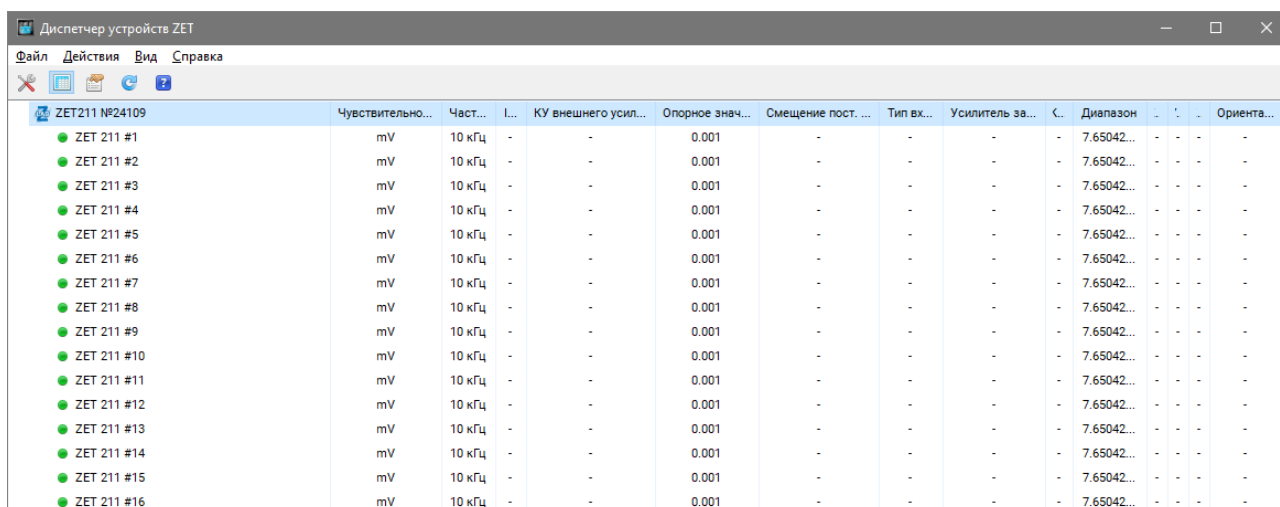 Диспетчер устройств ZET
Файл Действия Вид Справка
ZET211 №24109 Чувствительно... Част... I... КУ внешнего усил... Опорное знач... Смещение пост. ... Тип вх... Усилитель за... Диапазон Ориента...
ZET 211 #1 mV 10 кГц - - 0.001 - - - - 7.65042... - - - -
ZET 211 #2 mV 10 кГц - - 0.001 - - - - 7.65042... - - - -
ZET 211 #3 mV 10 кГц - - 0.001 - - - - 7.65042... - - - -
ZET 211 #4 mV 10 кГц - - 0.001 - - - - 7.65042... - - - -
ZET 211 #5 mV 10 кГц - - 0.001 - - - - 7.65042... - - - -
ZET 211 #6 mV 10 кГц - - 0.001 - - - - 7.65042... - - - -
ZET 211 #7 mV 10 кГц - - 0.001 - - - - 7.65042... - - - -
ZET 211 #8 mV 10 кГц - - 0.001 - - - - 7.65042... - - - -
ZET 211 #9 mV 10 кГц - - 0.001 - - - - 7.65042... - - - -
ZET 211 #10 mV 10 кГц - - 0.001 - - - - 7.65042... - - - -
ZET 211 #11 mV 10 кГц - - 0.001 - - - - 7.65042... - - - -
ZET 211 #12 mV 10 кГц - - 0.001 - - - - 7.65042... - - - -
ZET 211 #13 mV 10 кГц - - 0.001 - - - - 7.65042... - - - -
ZET 211 #14 mV 10 кГц - - 0.001 - - - - 7.65042... - - - -
ZET 211 #15 mV 10 кГц - - 0.001 - - - - 7.65042... - - - -
ZET 211 #16 mV 10 кГц - - 0.001 - - - - 7.65042... - - - -